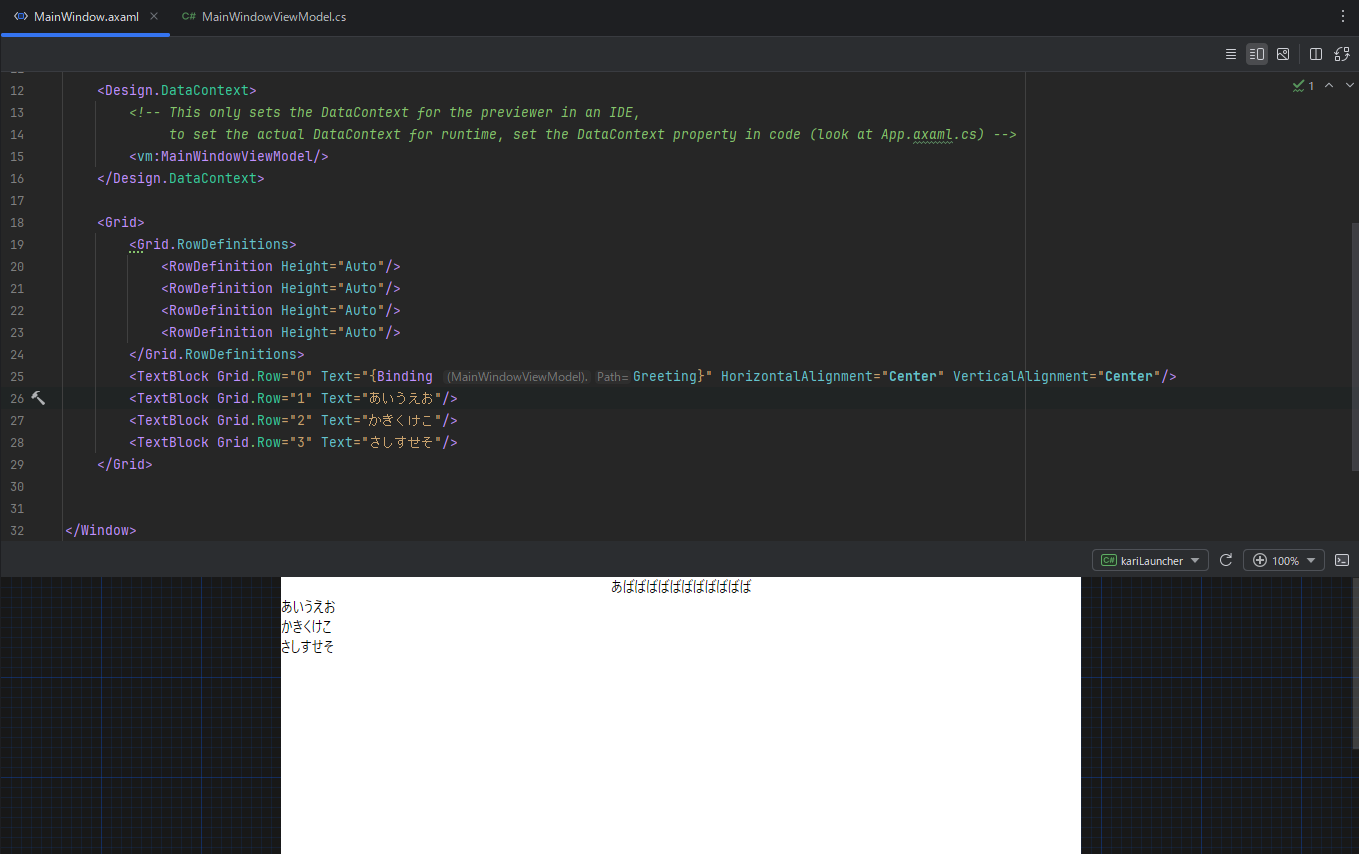 MainWindow.axaml
C# MainWindowViewModel.cs
12 <Design.DataContext>
13 <!-- This only sets the DataContext for the previewer in an IDE,
14 to set the actual DataContext for runtime, set the DataContext property in code (look at App.axaml.cs) -->
15 <vm:MainWindowViewModel/>
16 </Design.DataContext>
17
18 <Grid>
19 <Grid.RowDefinitions>
20 <RowDefinition Height="Auto"/>
21 <RowDefinition Height="Auto"/>
22 <RowDefinition Height="Auto"/>
23 <RowDefinition Height="Auto"/>
24 </Grid.RowDefinitions>
25 <TextBlock Grid.Row="0" Text="{Binding (MainWindowViewModel). Path= Greeting}" HorizontalAlignment="Center" VerticalAlignment="Center"/>
26 <TextBlock Grid.Row="1" Text="あいうえお"/>
27 <TextBlock Grid.Row="2" Text="かきくけこ"/>
28 <TextBlock Grid.Row="3" Text="さしすせそ"/>
29 </Grid>
30
31
32 </Window>
1
C# kariLauncher
100%
あばばばばばばばばばばば
あいうえお
かきくけこ
さしすせそ